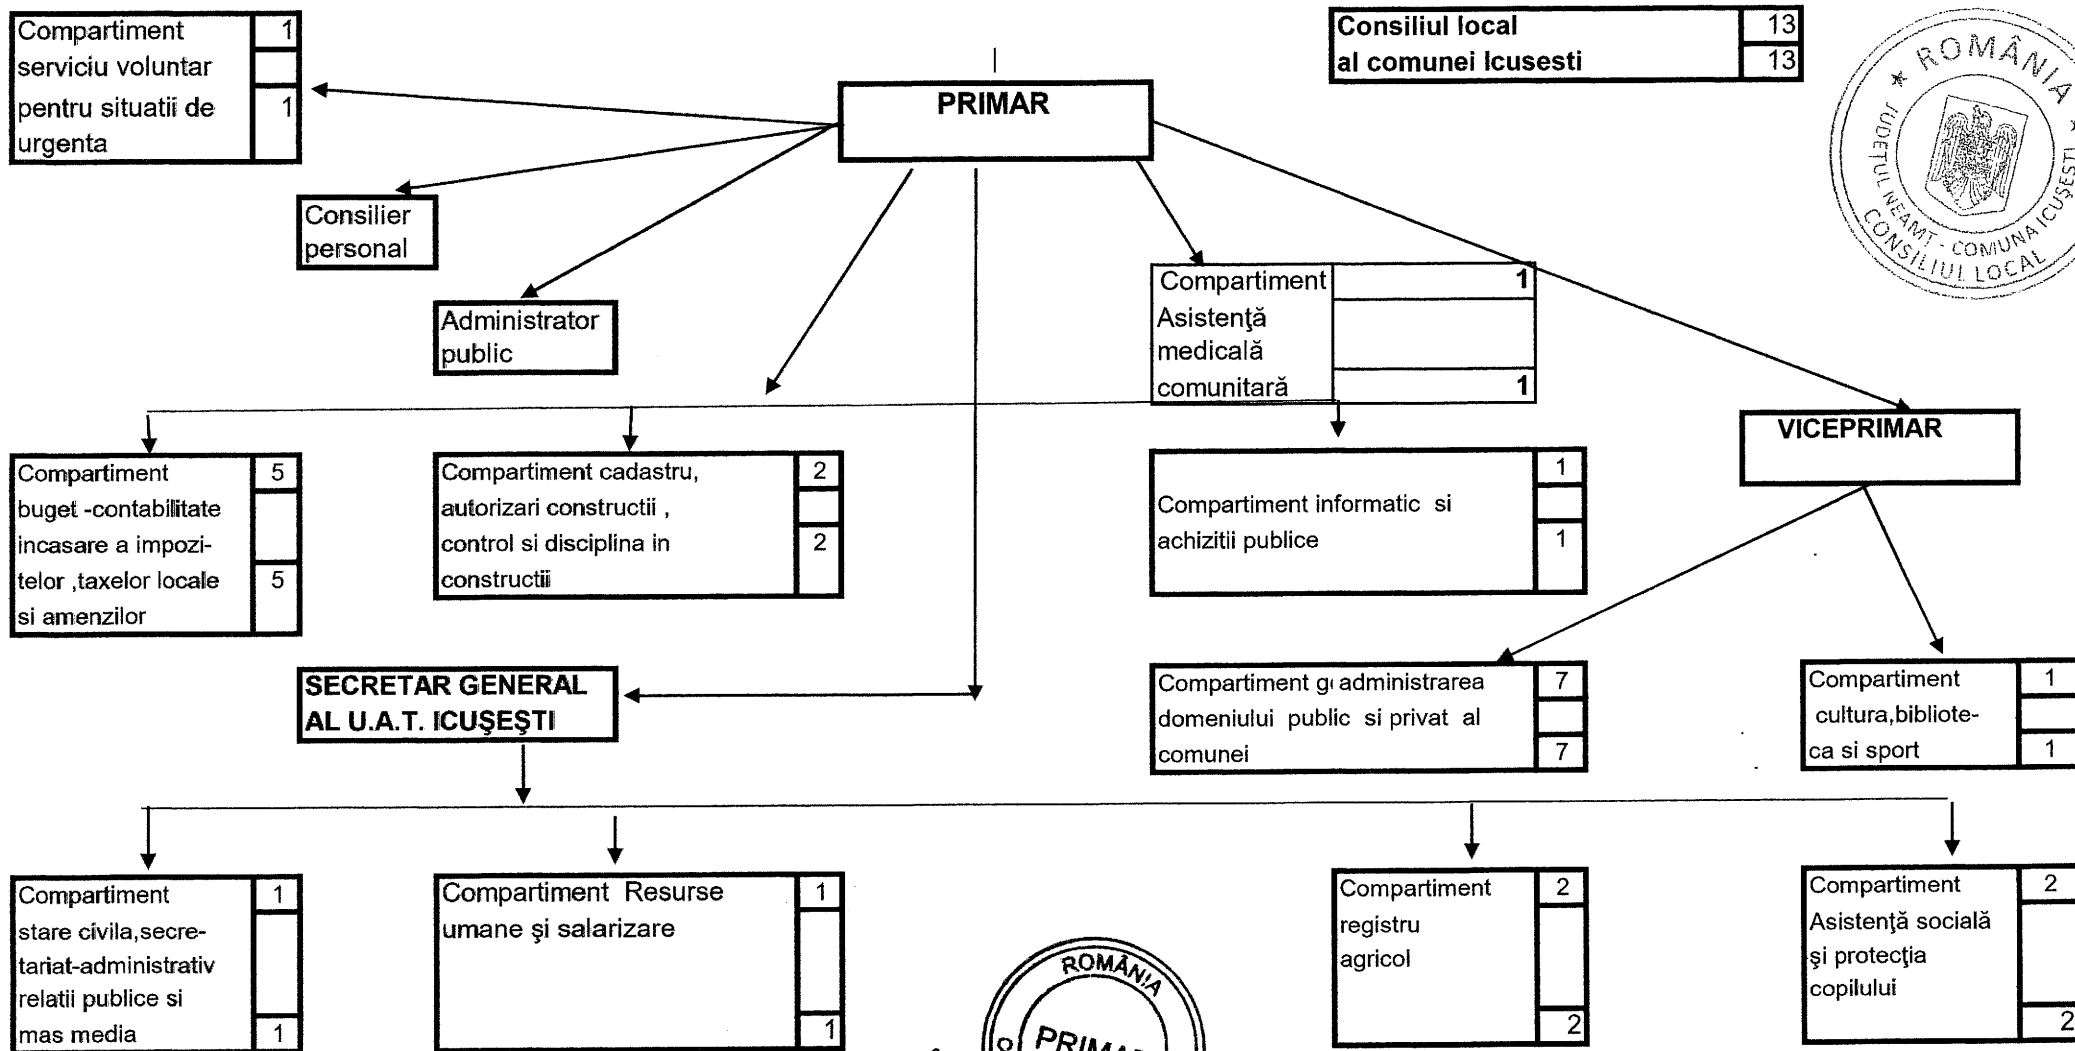 Compartiment 1
serviciu voluntar
pentru situatii de 1
urgenta
PRIMAR
Consiliul local 13
al comunei Icusesti 13
ROMÂNIA
JUDEŢUL NEAMT - COMUNA ICUŞEŞTI
CONSILIUL LOCAL
Consilier
personal
Administrator
public
Compartiment 1
Asistenţă
medicală
comunitară 1
VICEPRIMAR
Compartiment 5
buget -contabilitate
incasare a impozi-
telor ,taxelor locale 5
si amenzilor
Compartiment cadastru, 2
autorizari constructii ,
control si disciplina in 2
constructii
1
Compartiment informatic si
achizitii publice 1
SECRETAR GENERAL
AL U.A.T. ICUŞEŞTI
Compartiment administrarea 7
domeniului public si privat al
comunei 7
Compartiment 1
cultura,bibliote-
ca si sport 1
Compartiment 1
stare civila,secre-
tariat-administrativ
relatii publice si
mas media 1
Compartiment Resurse 1
umane şi salarizare
1
Compartiment 2
registru
agricol
2
Compartiment 2
Asistenţă socială
şi protecţia
copilului
2
ROMÂNIA